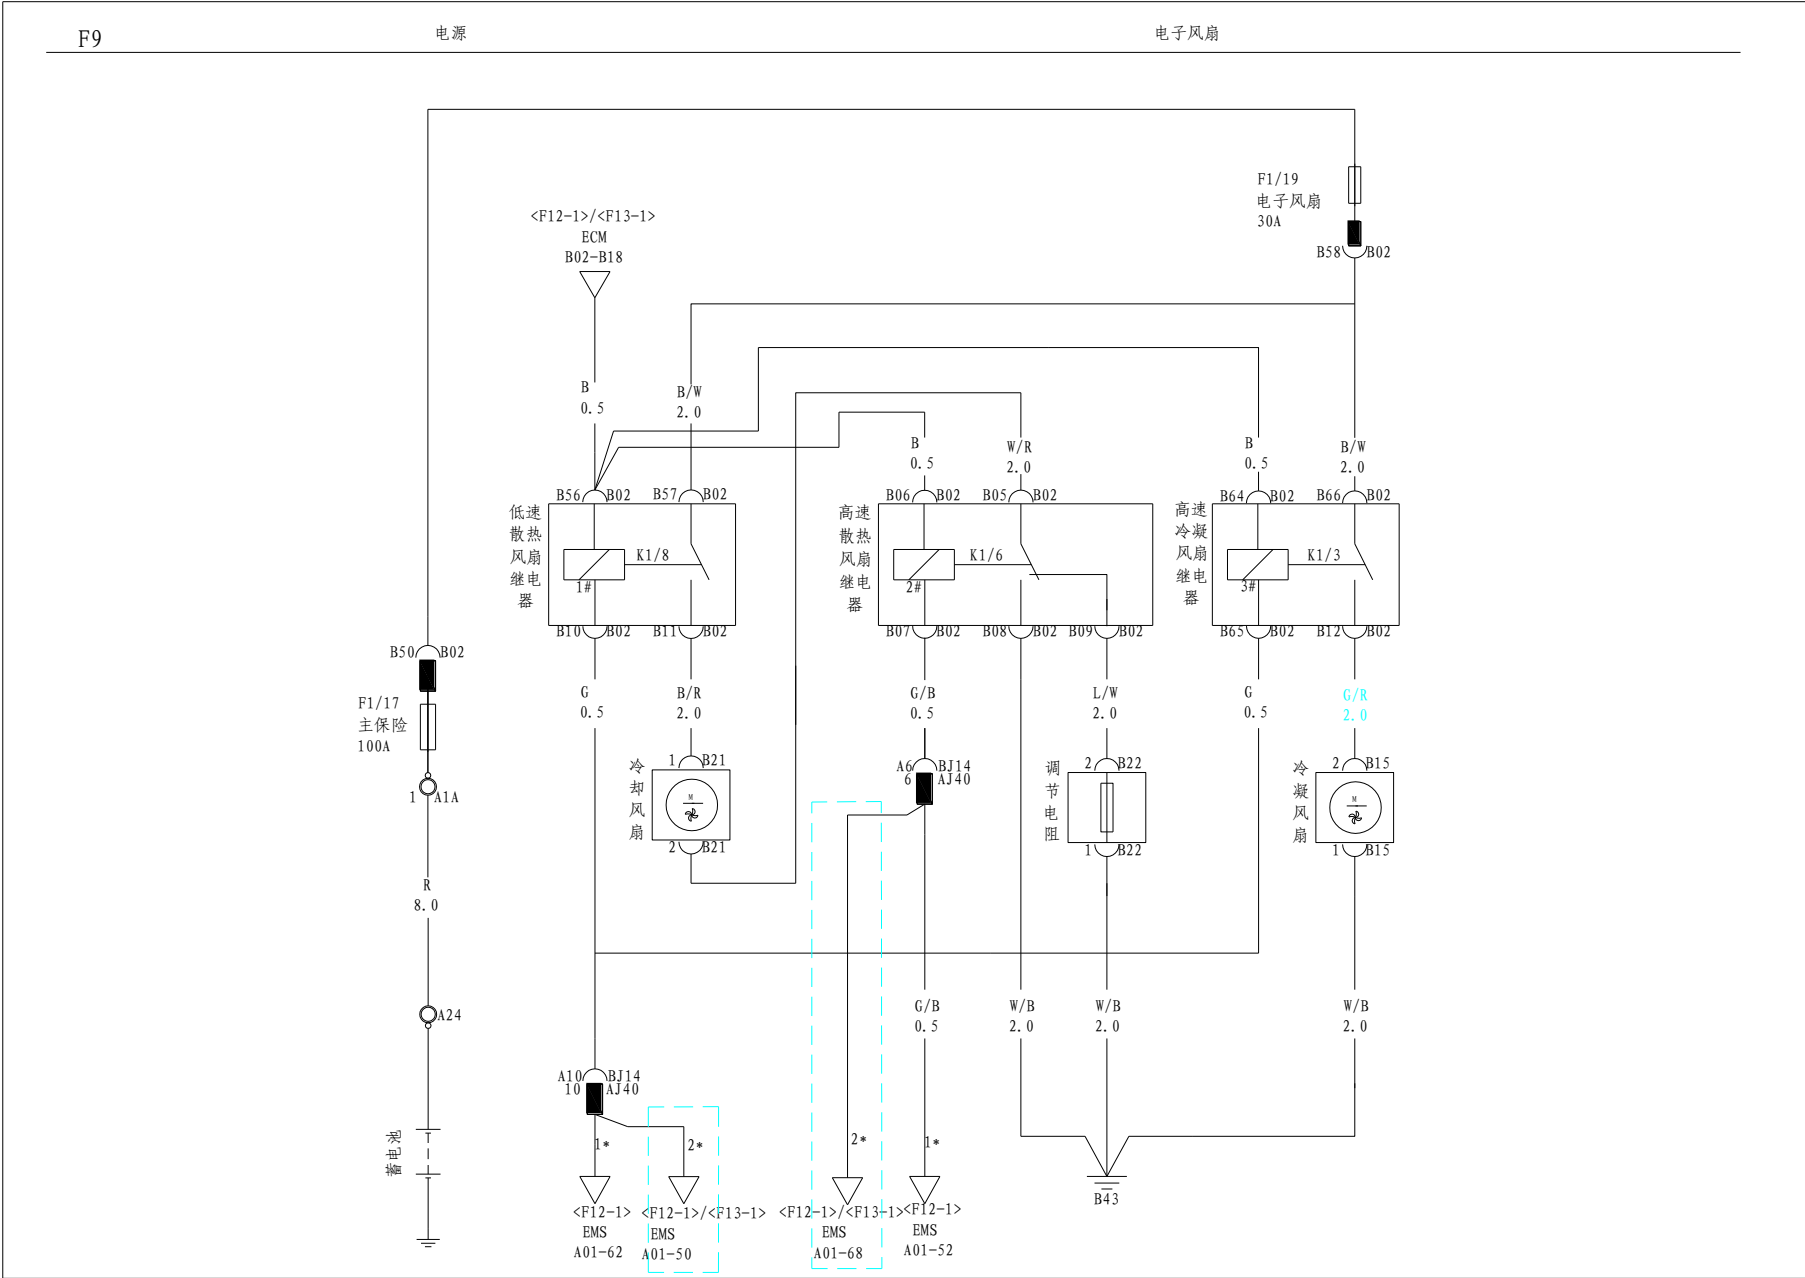 F9
电源
电子风扇
F1/19
电子风扇
30A
B58 B02
<F12-1>/<F13-1>
ECM
B02-B18
B
0.5
B/W
2.0
B
0.5
W/R
2.0
B
0.5
B/W
2.0
B56 B02
B57 B02
B06 B02
B05 B02
B64 B02
B66 B02
低速
散热
风扇
继电
器
K1/8
1#
高速
散热
风扇
继电
器
K1/6
2#
高速
冷凝
风扇
继电
器
K1/3
3#
B10 B02
B11 B02
B07 B02
B08 B02
B09 B02
B65 B02
B12 B02
B50 B02
F1/17
主保险
100A
1 A1A
G
0.5
B/R
2.0
G/B
0.5
L/W
2.0
G
0.5
G/R
2.0
1 B21
冷
却
风
扇
M
2 B21
A6 BJ14
6 AJ40
2 B22
调
节
电
阻
1 B22
2 B15
冷
凝
风
扇
M
1 B15
R
8.0
A24
G/B
0.5
W/B
2.0
W/B
2.0
W/B
2.0
A10 BJ14
10 AJ40
蓄电池
1*
2*
2*
1*
B43
<F12-1>
EMS
A01-62
<F12-1>/<F13-1>
EMS
A01-50
<F12-1>/<F13-1>
EMS
A01-68
<F12-1>
EMS
A01-52